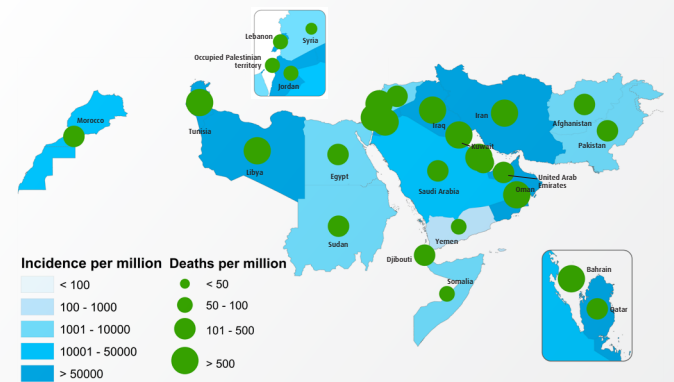 Lebanon
Syria
Occupied Palestinian
territory
Jordan
Morocco
Tunisia
Libya
Egypt
Sudan
Iraq
Iran
Kuwait
Afghanistan
Pakistan
Saudi Arabia
United Arab
Emirates
Oman
Yemen
Djibouti
Somalia
Bahrain
Qatar
Incidence per million
< 100
100 - 1000
1001 - 10000
10001 - 50000
> 50000
Deaths per million
< 50
50 - 100
101 - 500
> 500